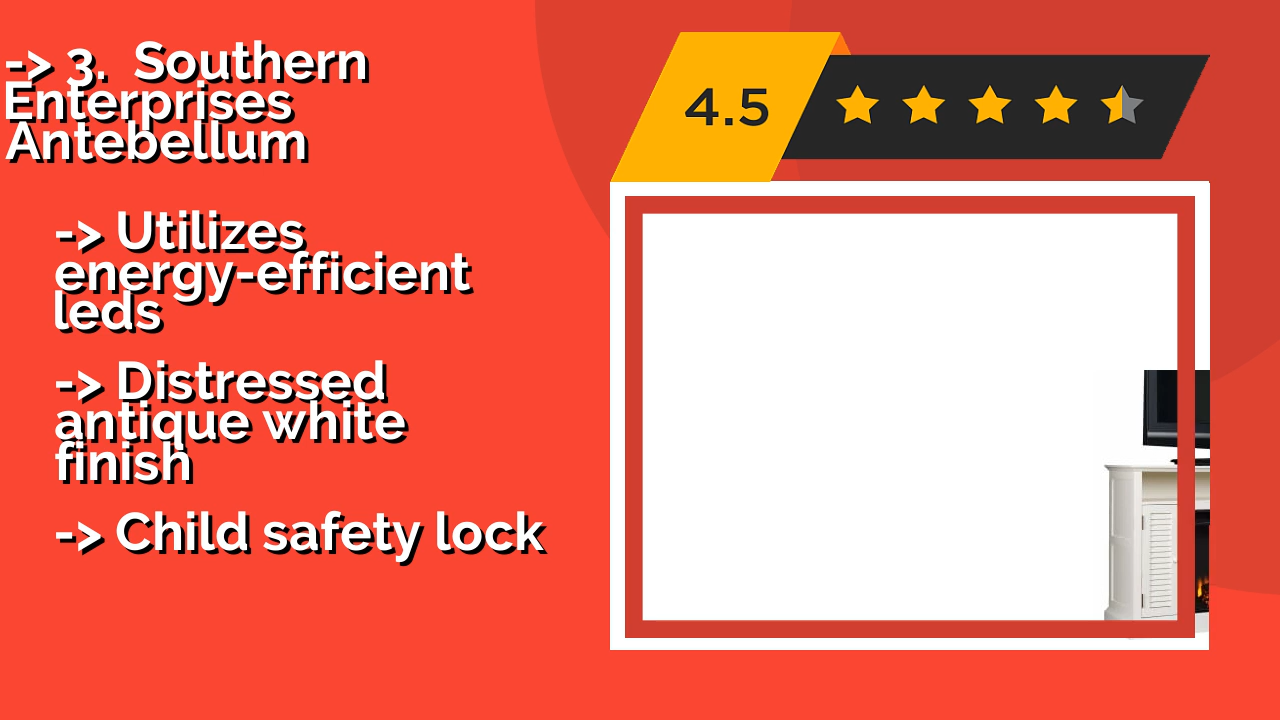 -> 3.  Southern
Enterprises
Antebellum
-> Utilizes
energy-efficient
leds
-> Distressed
antique white
finish
-> Child safety lock
4.5